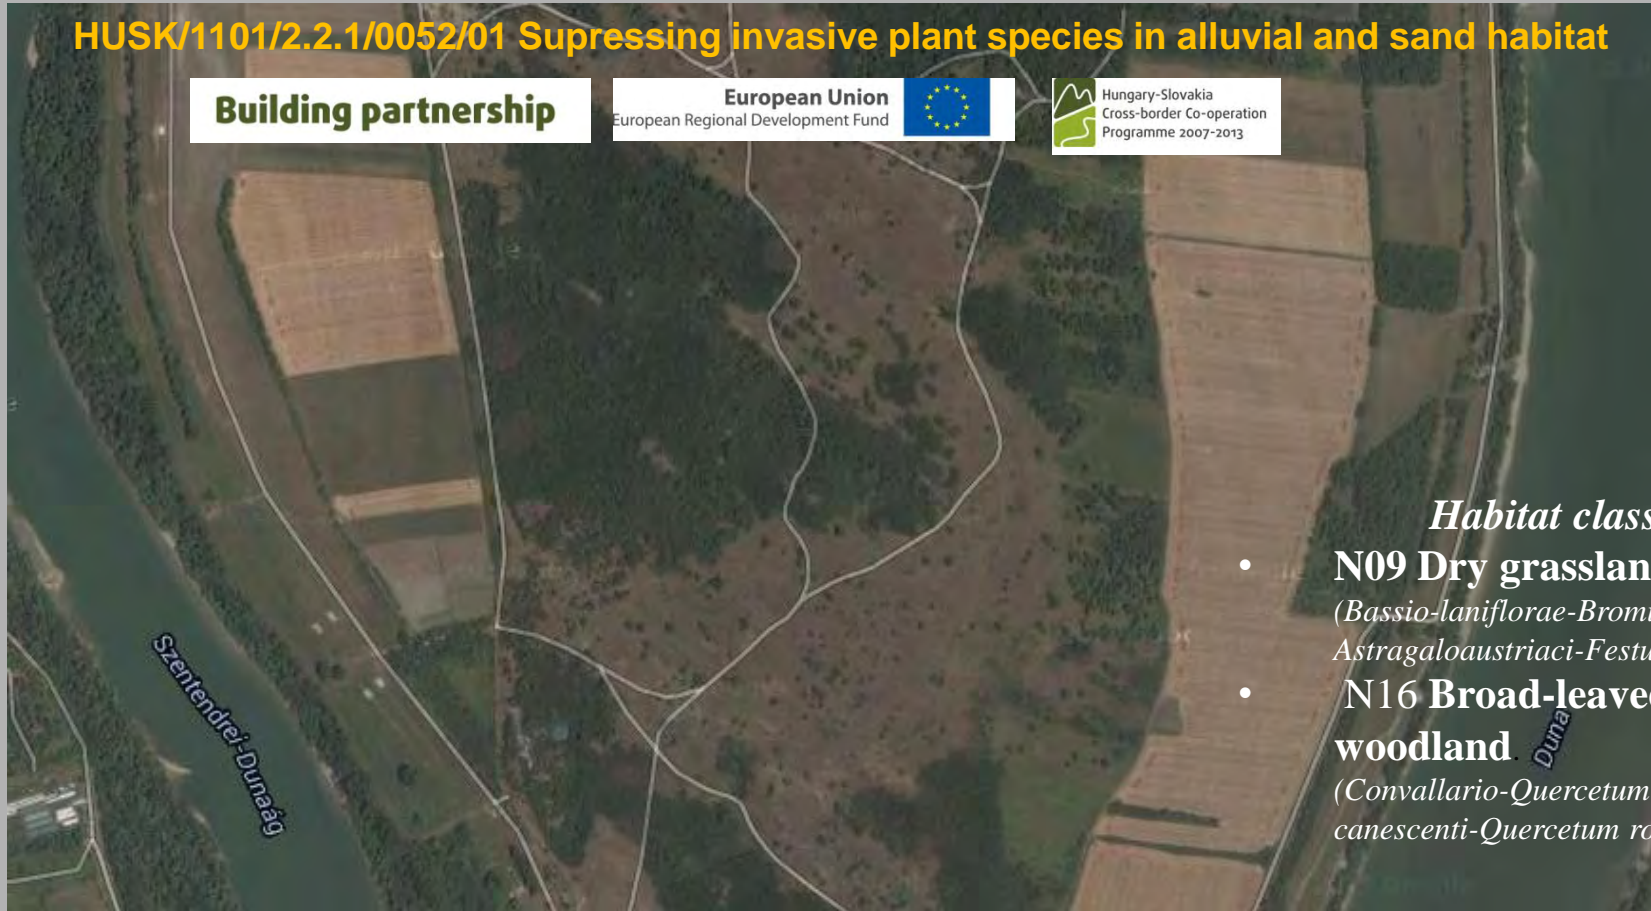 HUSK/1101/2.2.1/0052/01 Supressing invasive plant species in alluvial and sand habitat
Building partnership
European Union
European Regional Development Fund
Hungary-Slovakia
Cross-border Co-operation
Programme 2007-2013
Habitat class
• N09 Dry grasslan
(Bassio-laniflorae-Bromi
Astragaloaustriaci-Festu
• N16 Broad-leave
woodland.
(Convallario-Quercetum
canescenti-Quercetum ro
Szentendrei-Dunaág
Duna